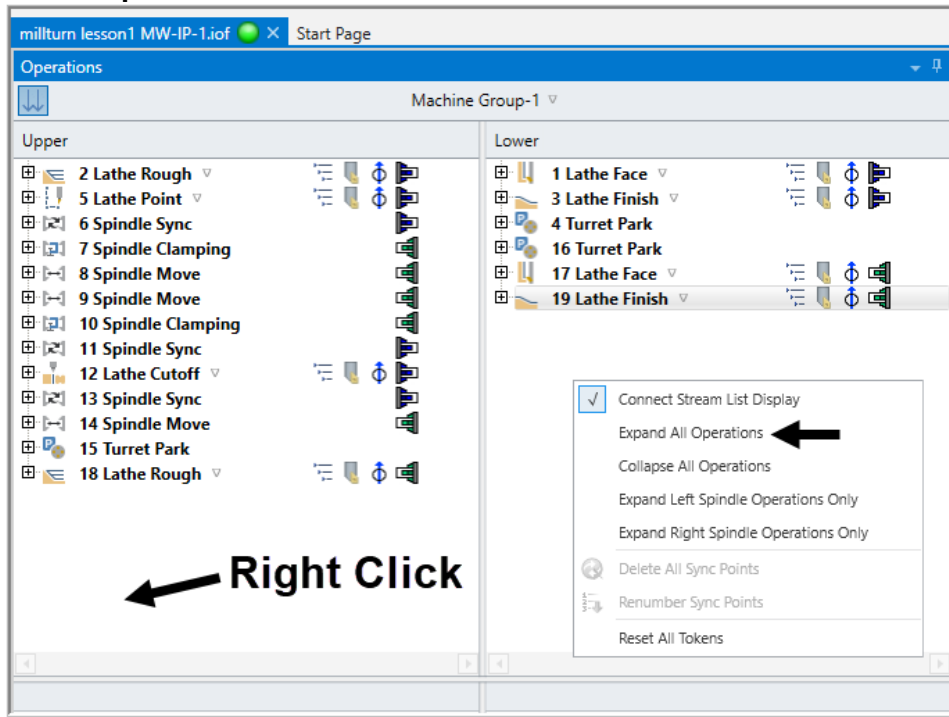 millturn lesson1 MW-IP-1.iof Start Page
Operations
Machine Group-1
Upper
2 Lathe Rough
5 Lathe Point
6 Spindle Sync
7 Spindle Clamping
8 Spindle Move
9 Spindle Move
10 Spindle Clamping
11 Spindle Sync
12 Lathe Cutoff
13 Spindle Sync
14 Spindle Move
15 Turret Park
18 Lathe Rough
Right Click
Lower
1 Lathe Face
3 Lathe Finish
4 Turret Park
16 Turret Park
17 Lathe Face
19 Lathe Finish
Connect Stream List Display
Expand All Operations
Collapse All Operations
Expand Left Spindle Operations Only
Expand Right Spindle Operations Only
Delete All Sync Points
Renumber Sync Points
Reset All Tokens